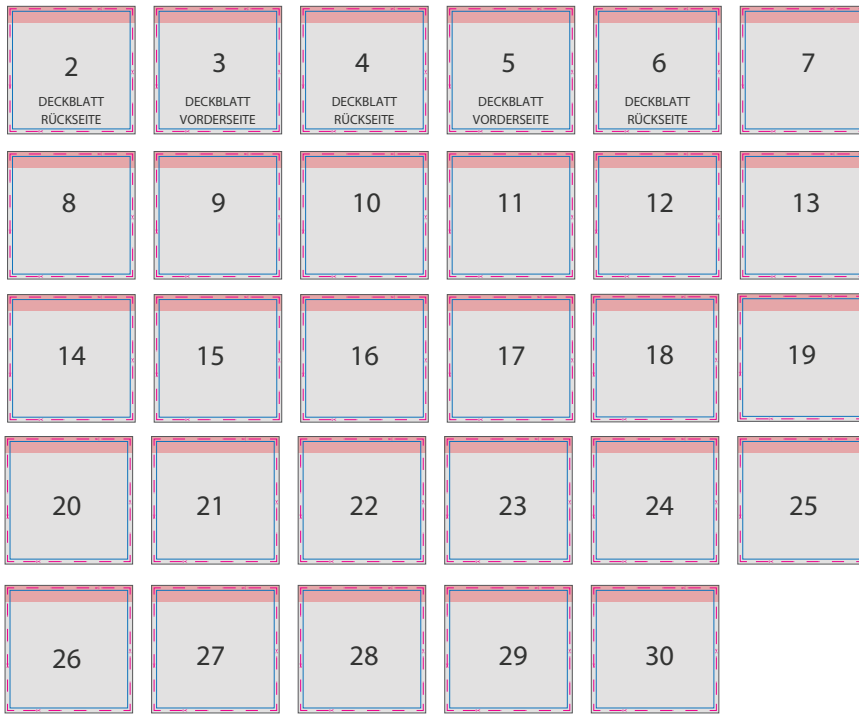 2
DECKBLATT
RÜCKSEITE
3
DECKBLATT
VORDERSEITE
4
DECKBLATT
RÜCKSEITE
5
DECKBLATT
VORDERSEITE
6
DECKBLATT
RÜCKSEITE
7
8
9
10
11
12
13
14
15
16
17
18
19
20
21
22
23
24
25
26
27
28
29
30